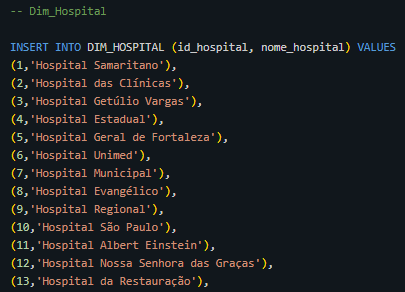 -- Dim_Hospital
INSERT INTO DIM_HOSPITAL (id_hospital, nome_hospital) VALUES
(1,'Hospital Samaritano'),
(2,'Hospital das Clínicas'),
(3,'Hospital Getúlio Vargas'),
(4,'Hospital Estadual'),
(5,'Hospital Geral de Fortaleza'),
(6,'Hospital Unimed'),
(7,'Hospital Municipal'),
(8,'Hospital Evangélico'),
(9,'Hospital Regional'),
(10,'Hospital São Paulo'),
(11,'Hospital Albert Einstein'),
(12,'Hospital Nossa Senhora das Graças'),
(13,'Hospital da Restauração'),